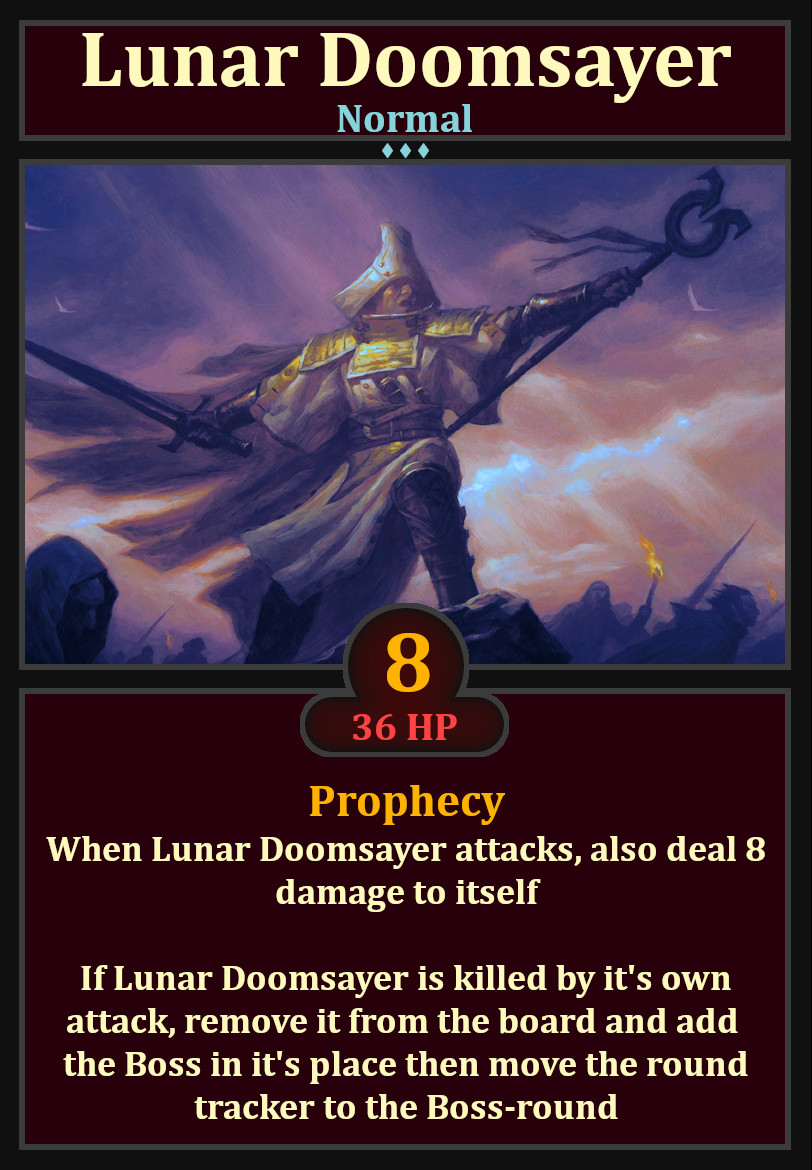 Lunar Doomsayer
Normal
8
36 HP
Prophecy
When Lunar Doomsayer attacks, also deal 8
damage to itself
If Lunar Doomsayer is killed by it's own
attack, remove it from the board and add
the Boss in it's place then move the round
tracker to the Boss-round